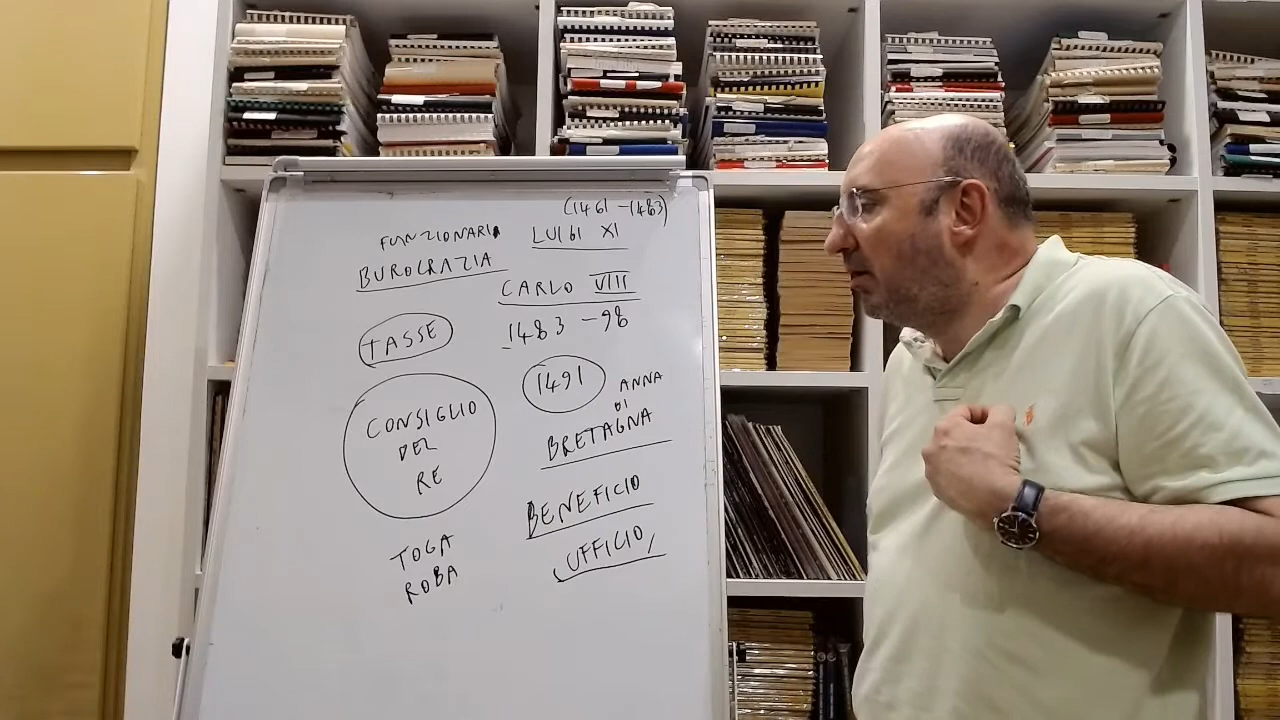 (1461 - 1483)
FUNZIONARI
LUIGI XI
BUROCRAZIA
CARLO VIII
1483 - 98
TASSE
1491
ANNA
DI
BRETAGNA
CONSIGLIO
DEL
RE
BENEFICIO
UFFICIO
TOGA
ROBA